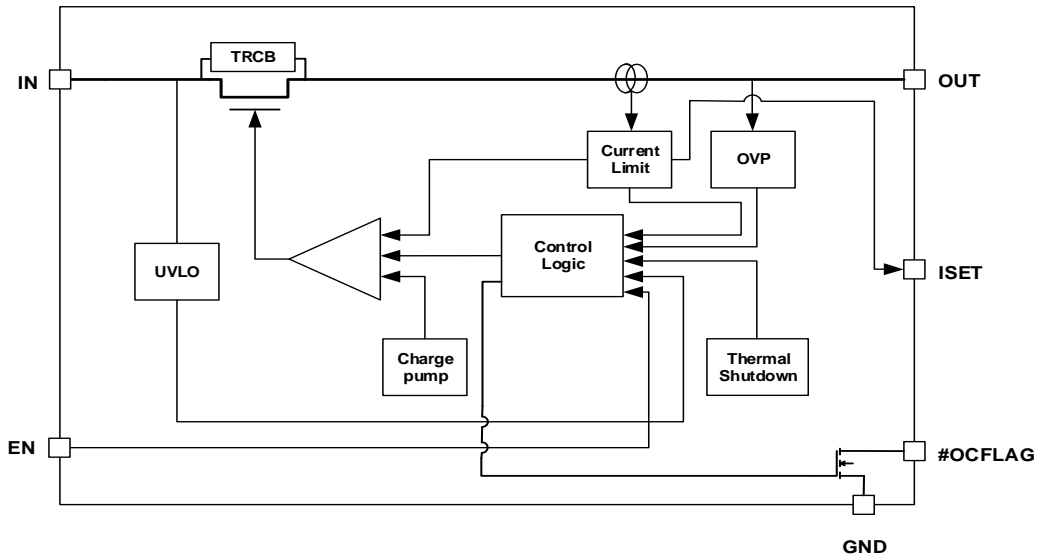 TRCB
IN
OUT
Current
Limit
OVP
UVLO
Control
Logic
ISET
Charge
pump
Thermal
Shutdown
EN
#OCFLAG
GND